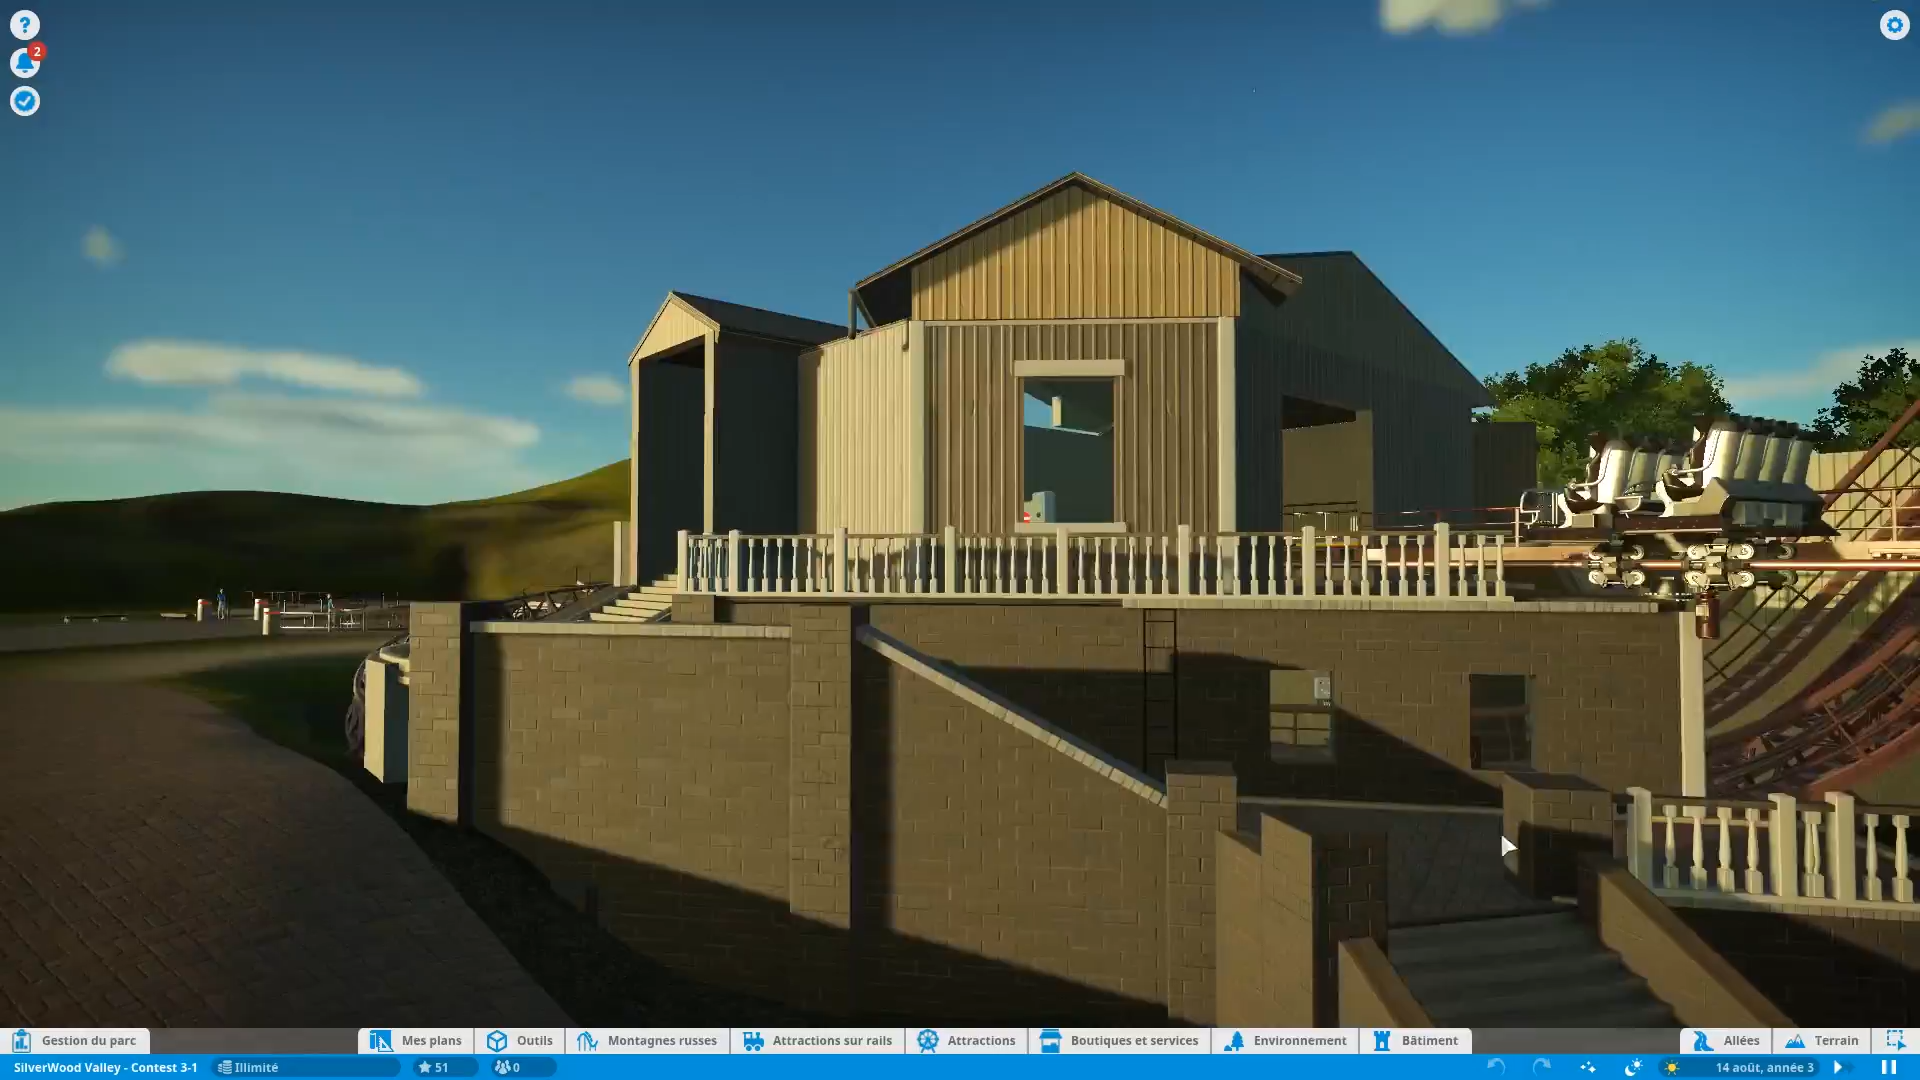 ?
2
Gestion du parc
Mes plans
Outils
Montagnes russes
Attractions sur rails
Attractions
Boutiques et services
Environnement
Bâtiment
Allées
Terrain
SilverWood Valley - Contest 3-1
Illimité
51
0
14 août, année 3